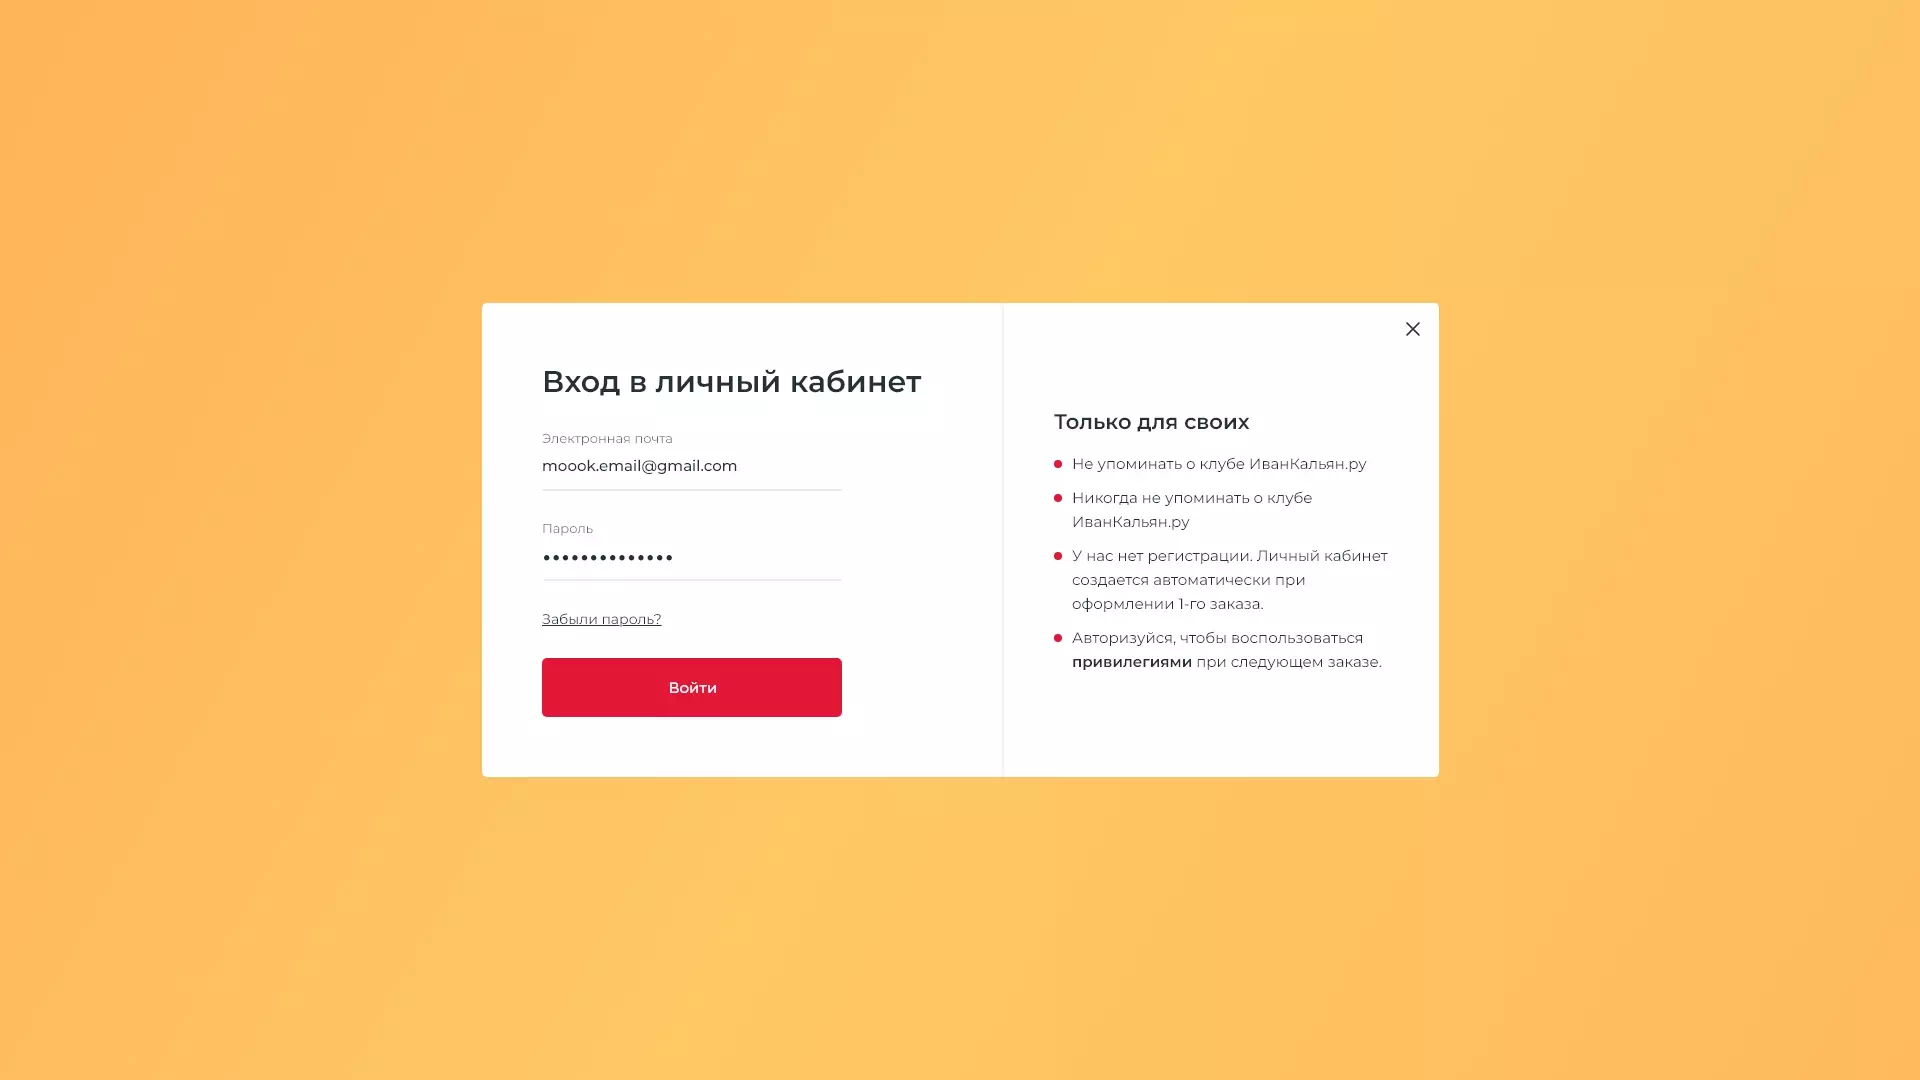 Вход в личный кабинет
Электронная почта
moook.email@gmail.com
Пароль
••••••••••••••
Забыли пароль?
Войти
Только для своих
Не упоминать о клубе ИванКальян.ру
Никогда не упоминать о клубе
ИванКальян.ру
У нас нет регистрации. Личный кабинет
создается автоматически при
оформлении 1-го заказа.
Авторизуйся, чтобы воспользоваться
привилегиями при следующем заказе.